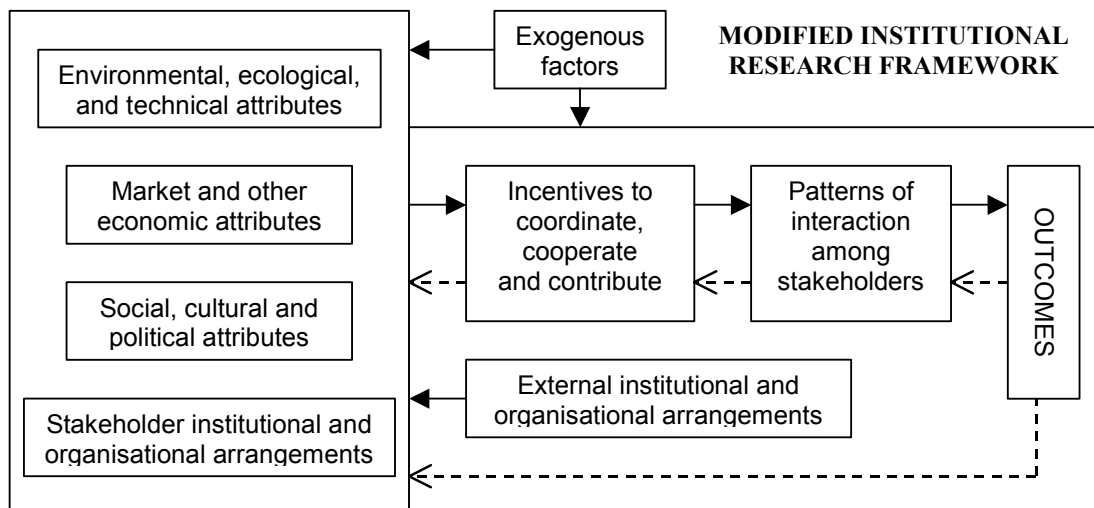 Exogenous
factors
MODIFIED INSTITUTIONAL
RESEARCH FRAMEWORK
Environmental, ecological,
and technical attributes
Market and other
economic attributes
Social, cultural and
political attributes
Stakeholder institutional and
organisational arrangements
Incentives to
coordinate,
cooperate
and contribute
Patterns of
interaction
among
stakeholders
OUTCOMES
External institutional and
organisational arrangements